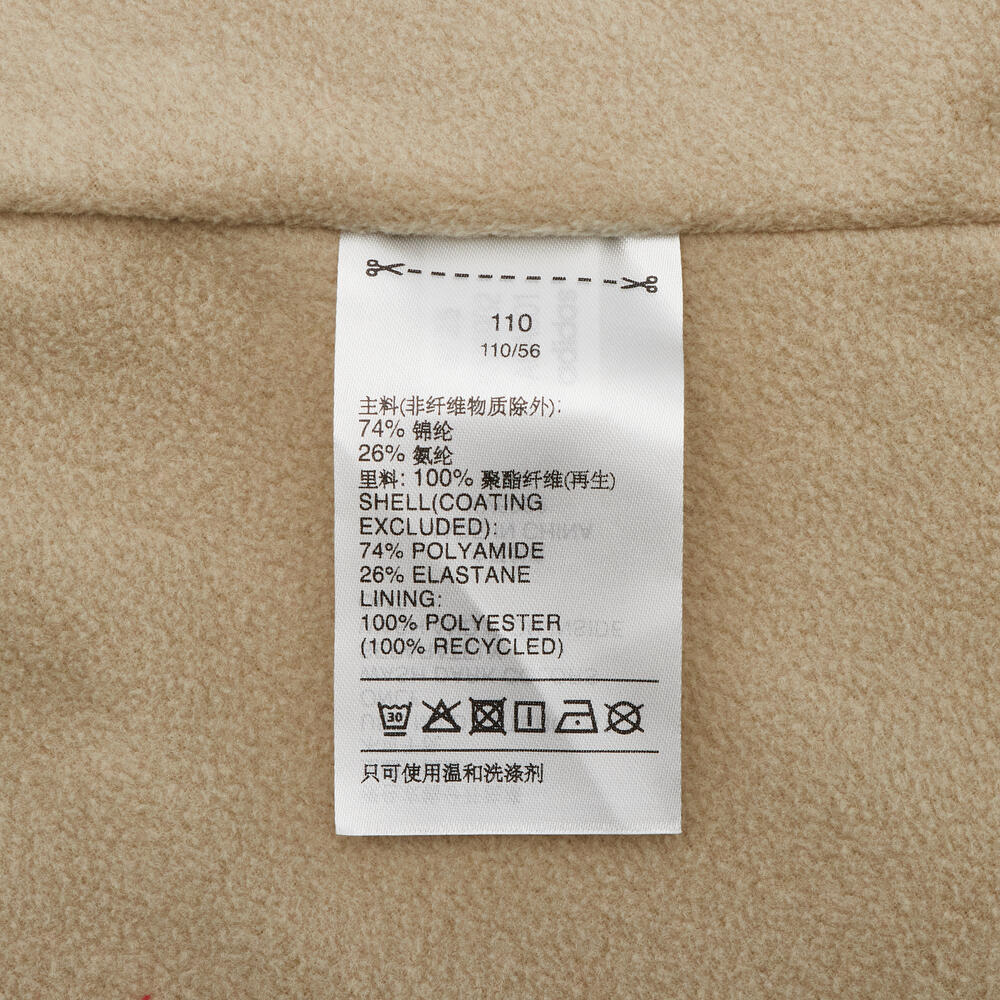 110
110/56
主料(非纤维物质除外):
74% 锦纶
26% 氨纶
里料: 100% 聚酯纤维(再生)
SHELL(COATING
EXCLUDED):
74% POLYAMIDE
26% ELASTANE
LINING:
100% POLYESTER
(100% RECYCLED)
30
只可使用温和洗涤剂